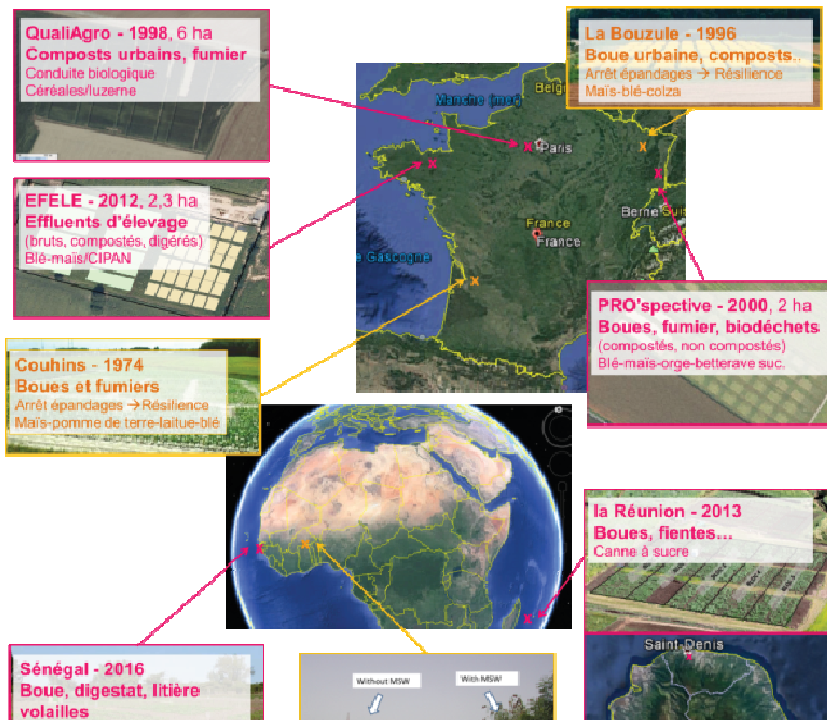 QualiAgro - 1998, 6 ha
Composts urbains, fumier
Conduite biologique
Céréales/luzerne
La Bouzule - 1996
Boue urbaine, composts..
Arrêt épandages → Résilience
Maïs-blé-colza
Manche (mer)
Belgi
Paris
EFELE - 2012, 2,3 ha
Effluents d'élevage
(bruts, compostés, digérés)
Blé-maïs/CIPAN
Berne
Suis
France
France
e Gascogne
PRO'spective - 2000, 2 ha
Boues, fumier, biodéchets
(compostés, non compostés)
Blé-maïs-orge-betterave suc.
Couhins - 1974
Boues et fumiers
Arrêt épandages → Résilience
Maïs-pomme de terre-laitue-blé
la Réunion - 2013
Boues, fientes...
Canne à sucre
Saint-Denis
Sénégal - 2016
Boue, digestat, litière
volailles
Without MSW
With MSW